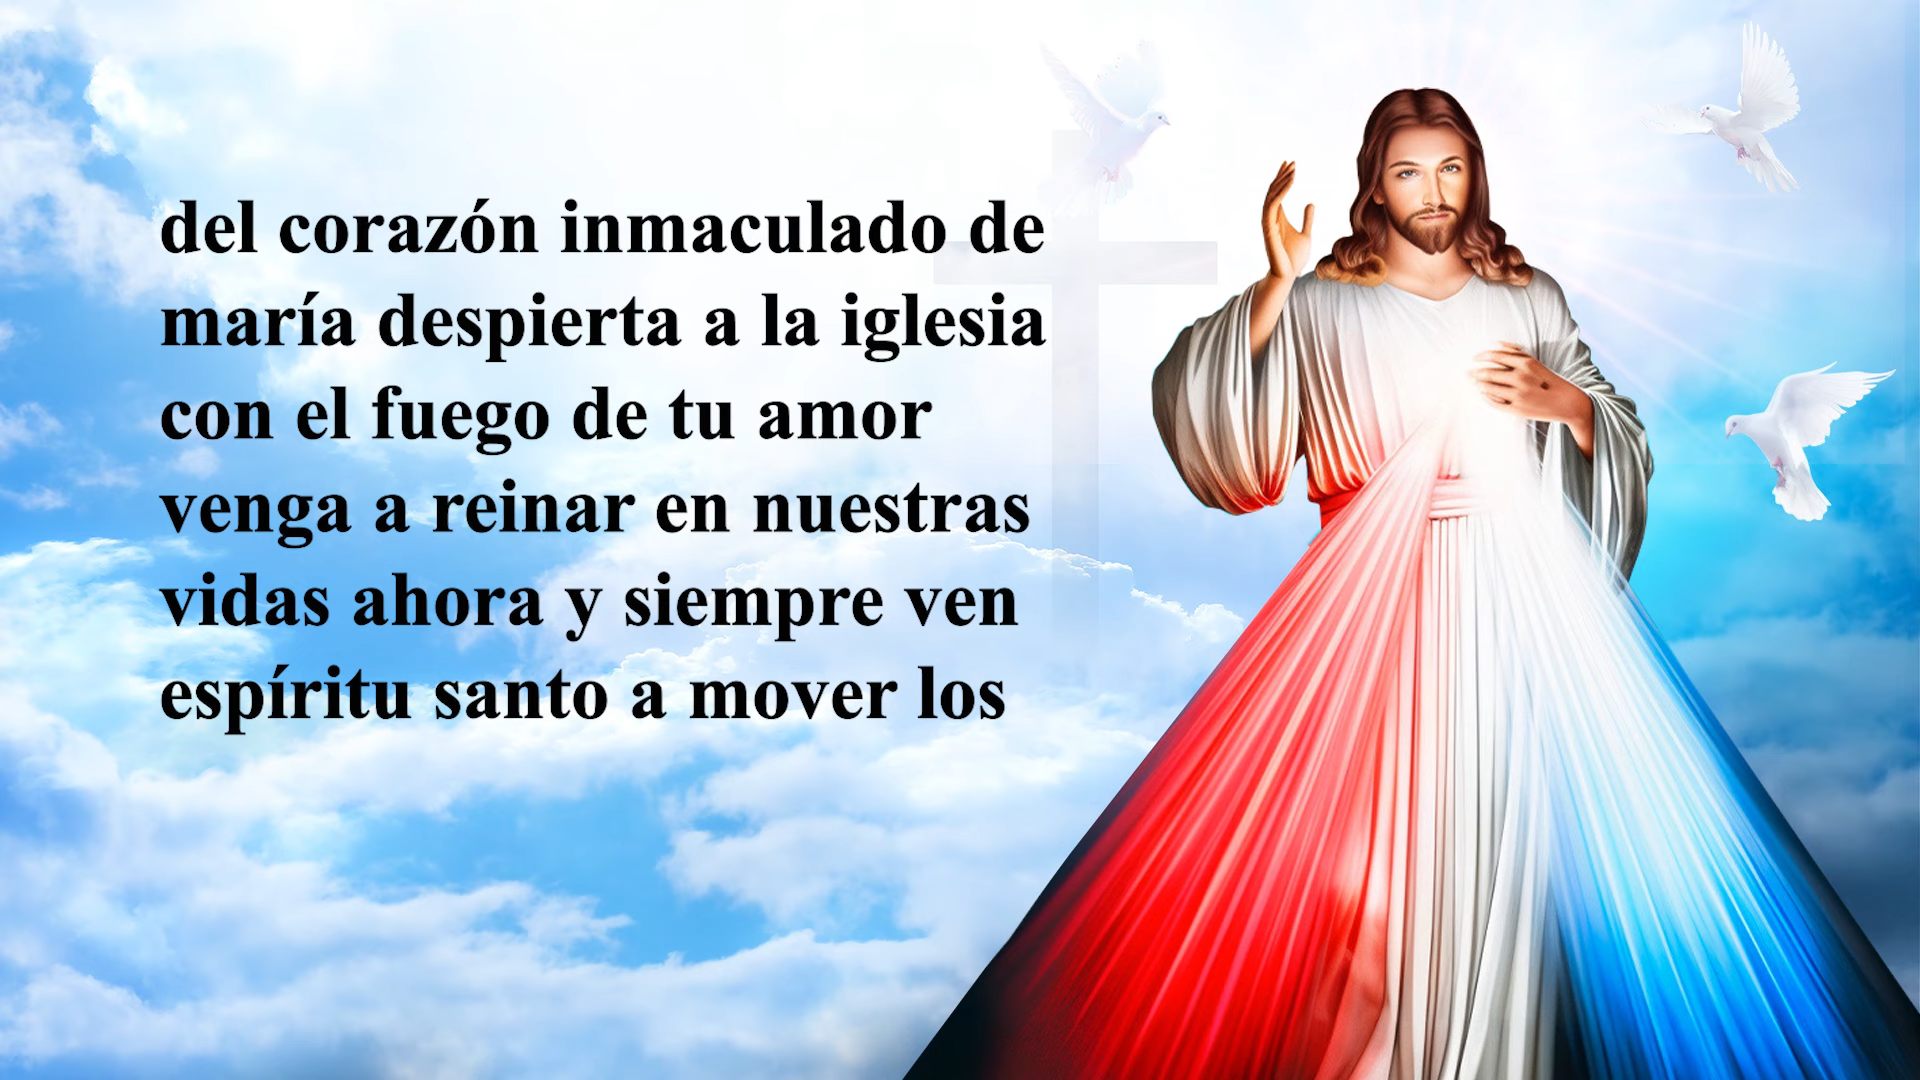 del corazón inmaculado de
maría despierta a la iglesia
con el fuego de tu amor
venga a reinar en nuestras
vidas ahora y siempre ven
espíritu santo a mover los